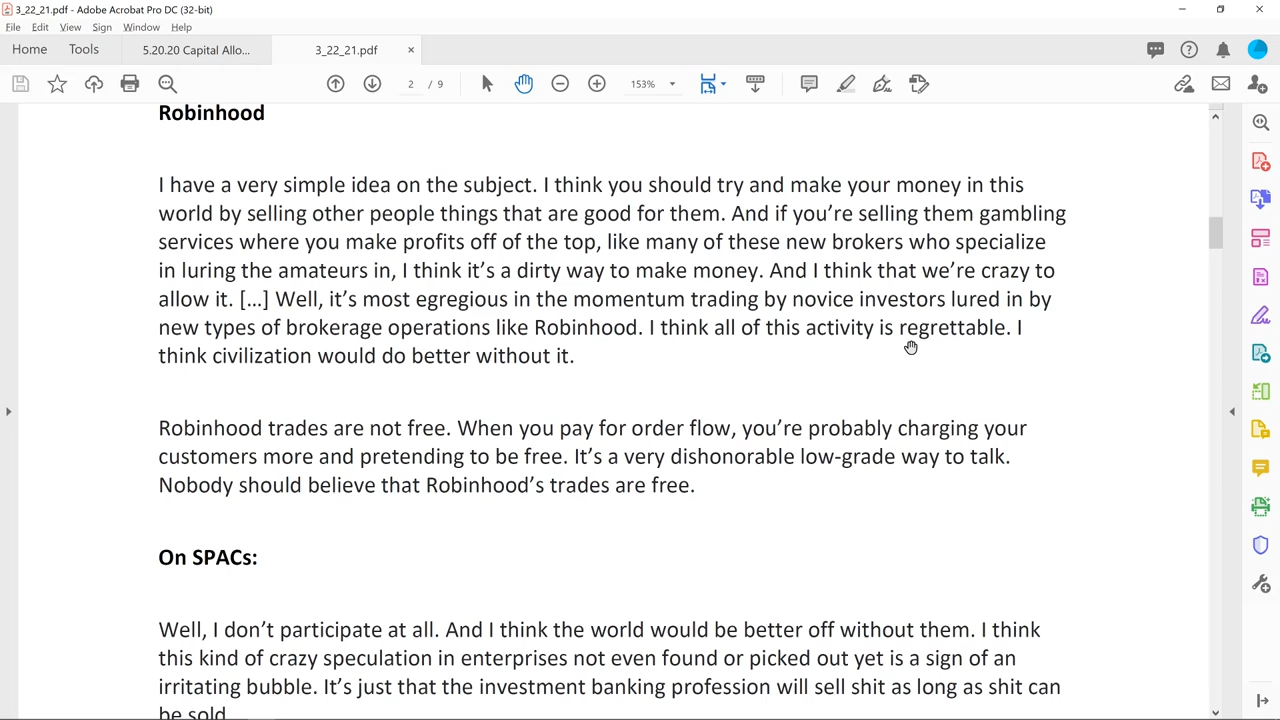 3_22_21.pdf - Adobe Acrobat Pro DC (32-bit)
File Edit View Sign Window Help
Home Tools 5.20.20 Capital Allo... 3_22_21.pdf ×
2 / 9 153%
Robinhood
I have a very simple idea on the subject. I think you should try and make your money in this
world by selling other people things that are good for them. And if you’re selling them gambling
services where you make profits off of the top, like many of these new brokers who specialize
in luring the amateurs in, I think it’s a dirty way to make money. And I think that we’re crazy to
allow it. […] Well, it’s most egregious in the momentum trading by novice investors lured in by
new types of brokerage operations like Robinhood. I think all of this activity is regrettable. I
think civilization would do better without it.
Robinhood trades are not free. When you pay for order flow, you’re probably charging your
customers more and pretending to be free. It’s a very dishonorable low-grade way to talk.
Nobody should believe that Robinhood’s trades are free.
On SPACs:
Well, I don’t participate at all. And I think the world would be better off without them. I think
this kind of crazy speculation in enterprises not even found or picked out yet is a sign of an
irritating bubble. It’s just that the investment banking profession will sell shit as long as shit can
be sold.